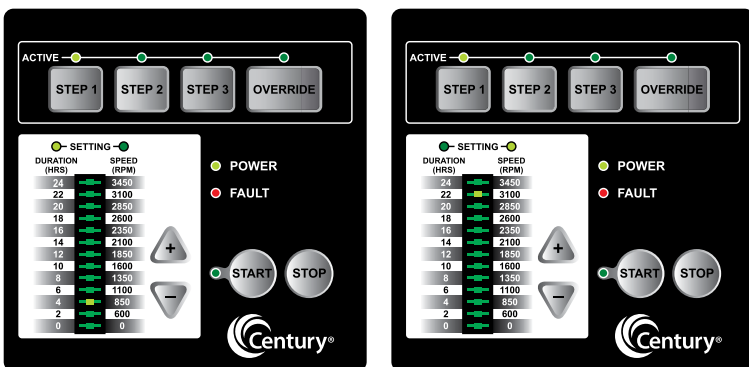 ACTIVE
STEP 1 STEP 2 STEP 3 OVERRIDE
SETTING
DURATION SPEED
(HRS) (RPM)
24 3450
22 3100
20 2850
18 2600
16 2350
14 2100
12 1850
10 1600
8 1350
6 1100
4 850
2 600
0 0
+
−
POWER
FAULT
START STOP
Century®
ACTIVE
STEP 1 STEP 2 STEP 3 OVERRIDE
SETTING
DURATION SPEED
(HRS) (RPM)
24 3450
22 3100
20 2850
18 2600
16 2350
14 2100
12 1850
10 1600
8 1350
6 1100
4 850
2 600
0 0
+
−
POWER
FAULT
START STOP
Century®